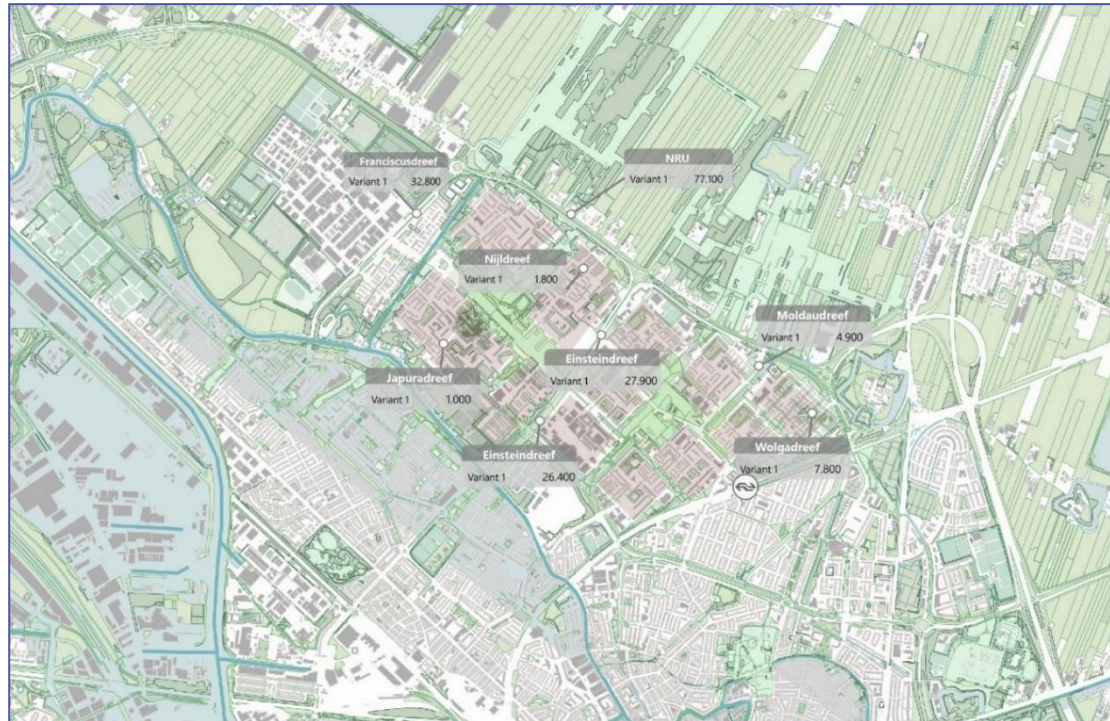 Franciscusdreef
Variant 1 32.800
NRU
Variant 1 77.100
Nijldreef
Variant 1 1.800
Moldaudreef
Variant 1 4.900
Einsteindreef
Variant 1 27.900
Japuradreef
Variant 1 1.000
Wolgadreef
Variant 1 7.800
Einsteindreef
Variant 1 26.400